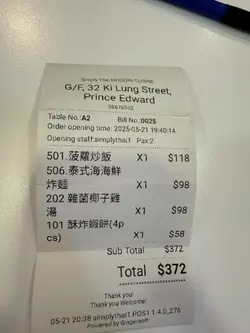 Simply Thai MODERN CUISINE
G/F, 32 Ki Lung Street,
Prince Edward
56676552
Table No.:A2 Bill No.:0025
Order opening time: 2025-05-21 19:40:14
Opening staff:simplythai1 Pax:2
501.菠蘿炒飯 X1 $118
506.泰式海海鮮
炸麵 X1 $98
202 雜菌椰子雞
湯 X1 $98
101 酥炸蝦餅(4p
cs) X1 $58
Sub Total $372
Total $372
Thank you!
Thank you Welcome!
05-21 20:38 simplythai1 POS11.4.0_276
Powered by Gingersoft